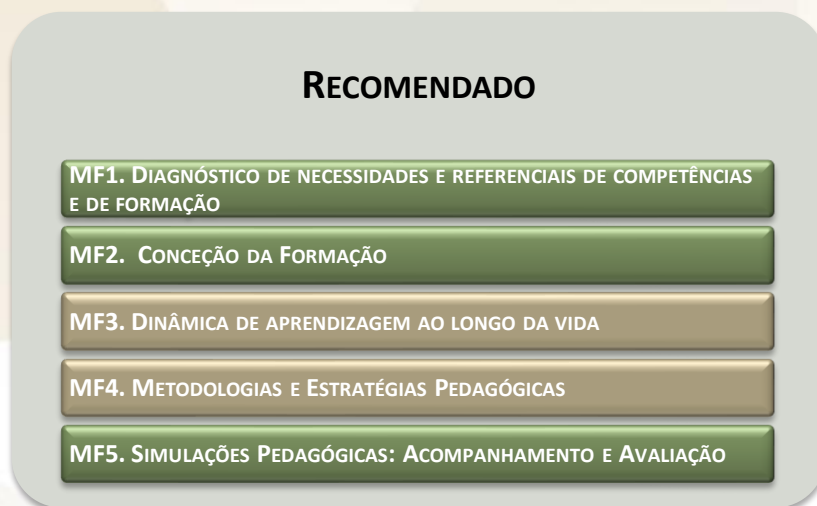 RECOMENDADO
MF1. DIAGNÓSTICO DE NECESSIDADES E REFERENCIAIS DE COMPETÊNCIAS
E DE FORMAÇÃO
MF2. CONCEÇÃO DA FORMAÇÃO
MF3. DINÂMICA DE APRENDIZAGEM AO LONGO DA VIDA
MF4. METODOLOGIAS E ESTRATÉGIAS PEDAGÓGICAS
MF5. SIMULAÇÕES PEDAGÓGICAS: ACOMPANHAMENTO E AVALIAÇÃO